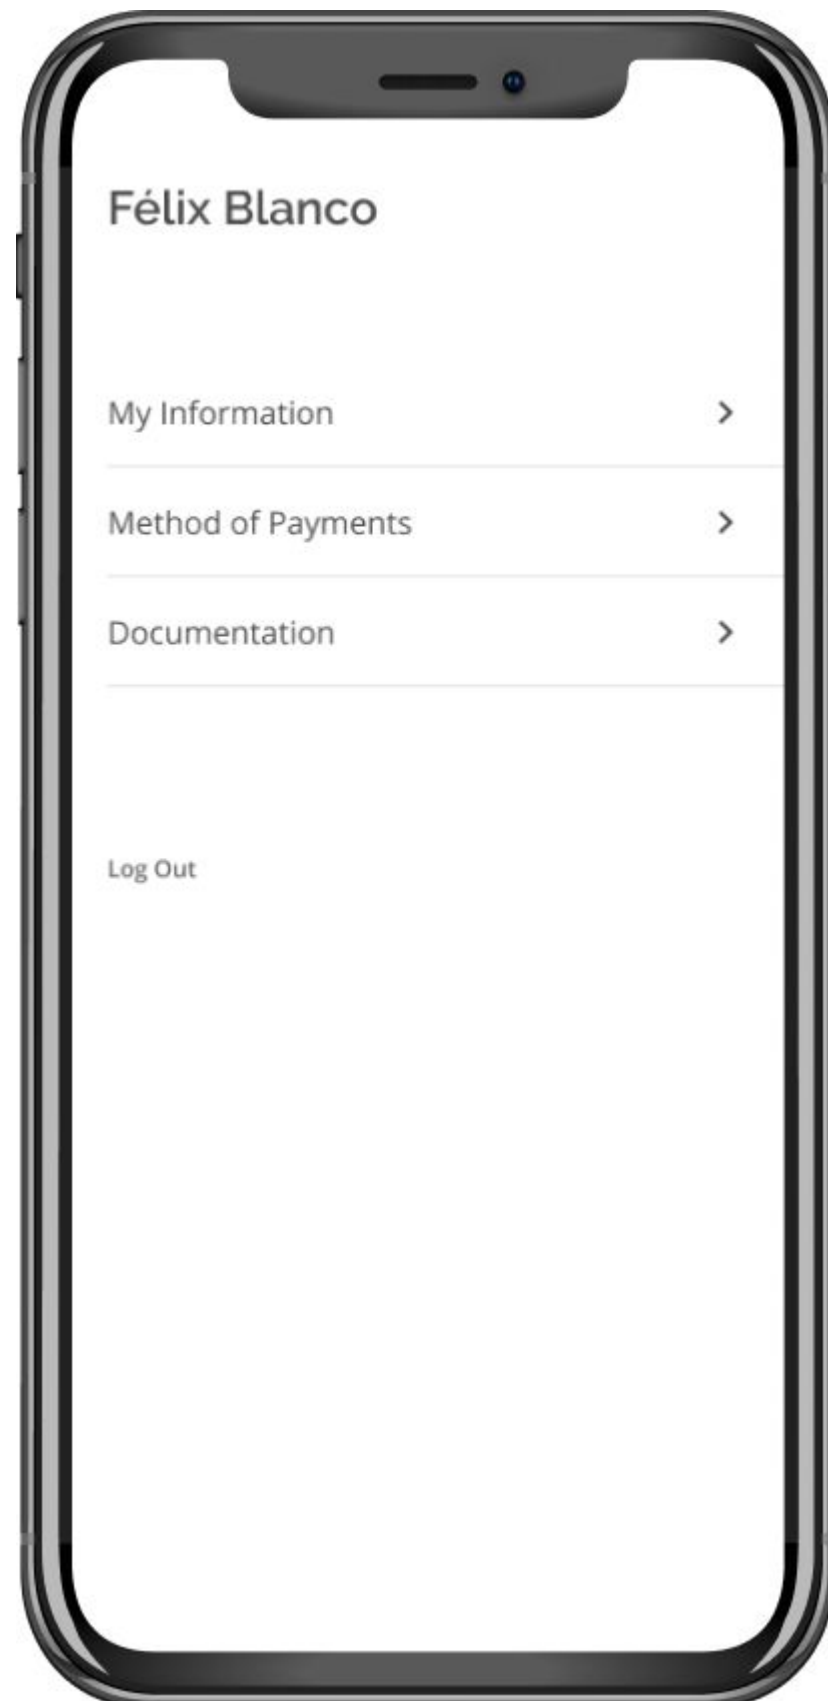 Félix Blanco
My Information
Method of Payments
Documentation
Log Out